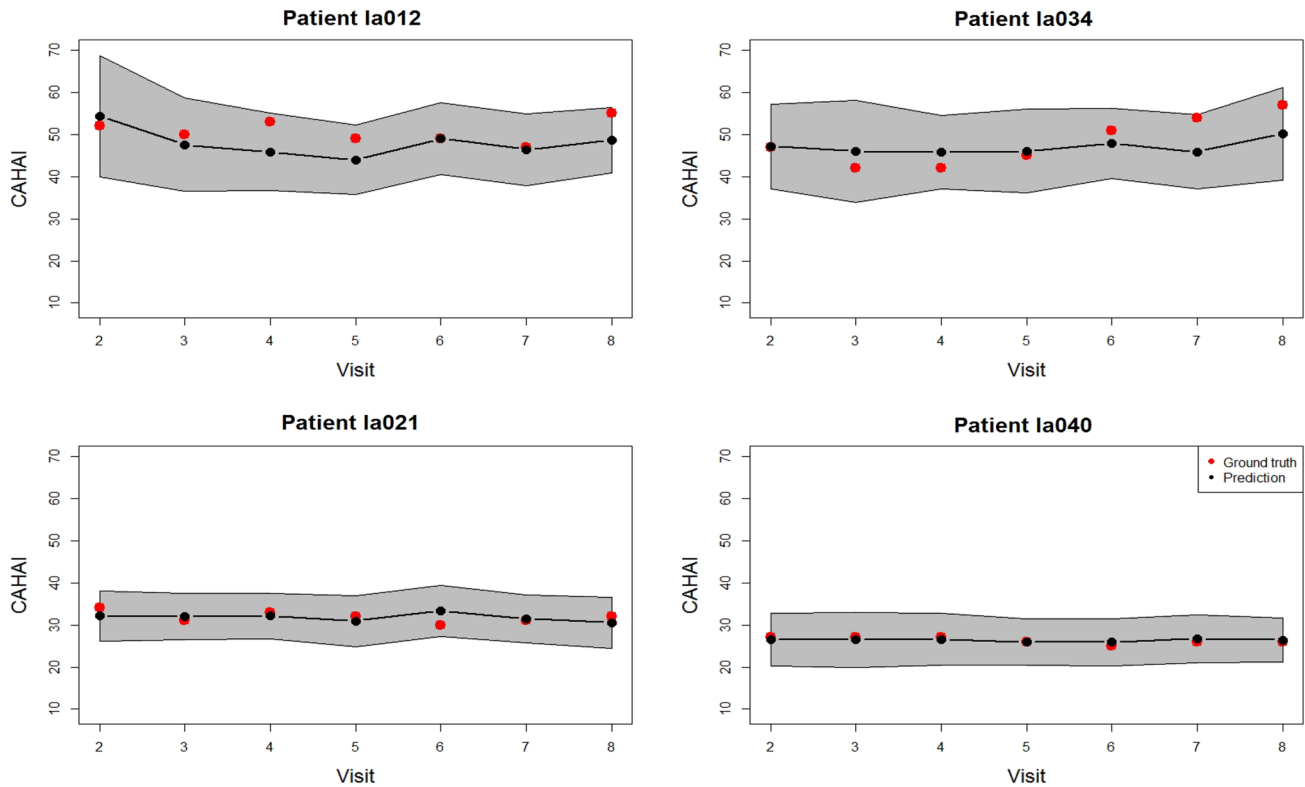 Patient la012
CAHAI
70
60
50
40
30
20
10
2 3 4 5 6 7 8
Visit
Patient la034
CAHAI
70
60
50
40
30
20
10
2 3 4 5 6 7 8
Visit
Patient la021
CAHAI
70
60
50
40
30
20
10
2 3 4 5 6 7 8
Visit
Patient la040
CAHAI
70
60
50
40
30
20
10
Ground truth
Prediction
2 3 4 5 6 7 8
Visit